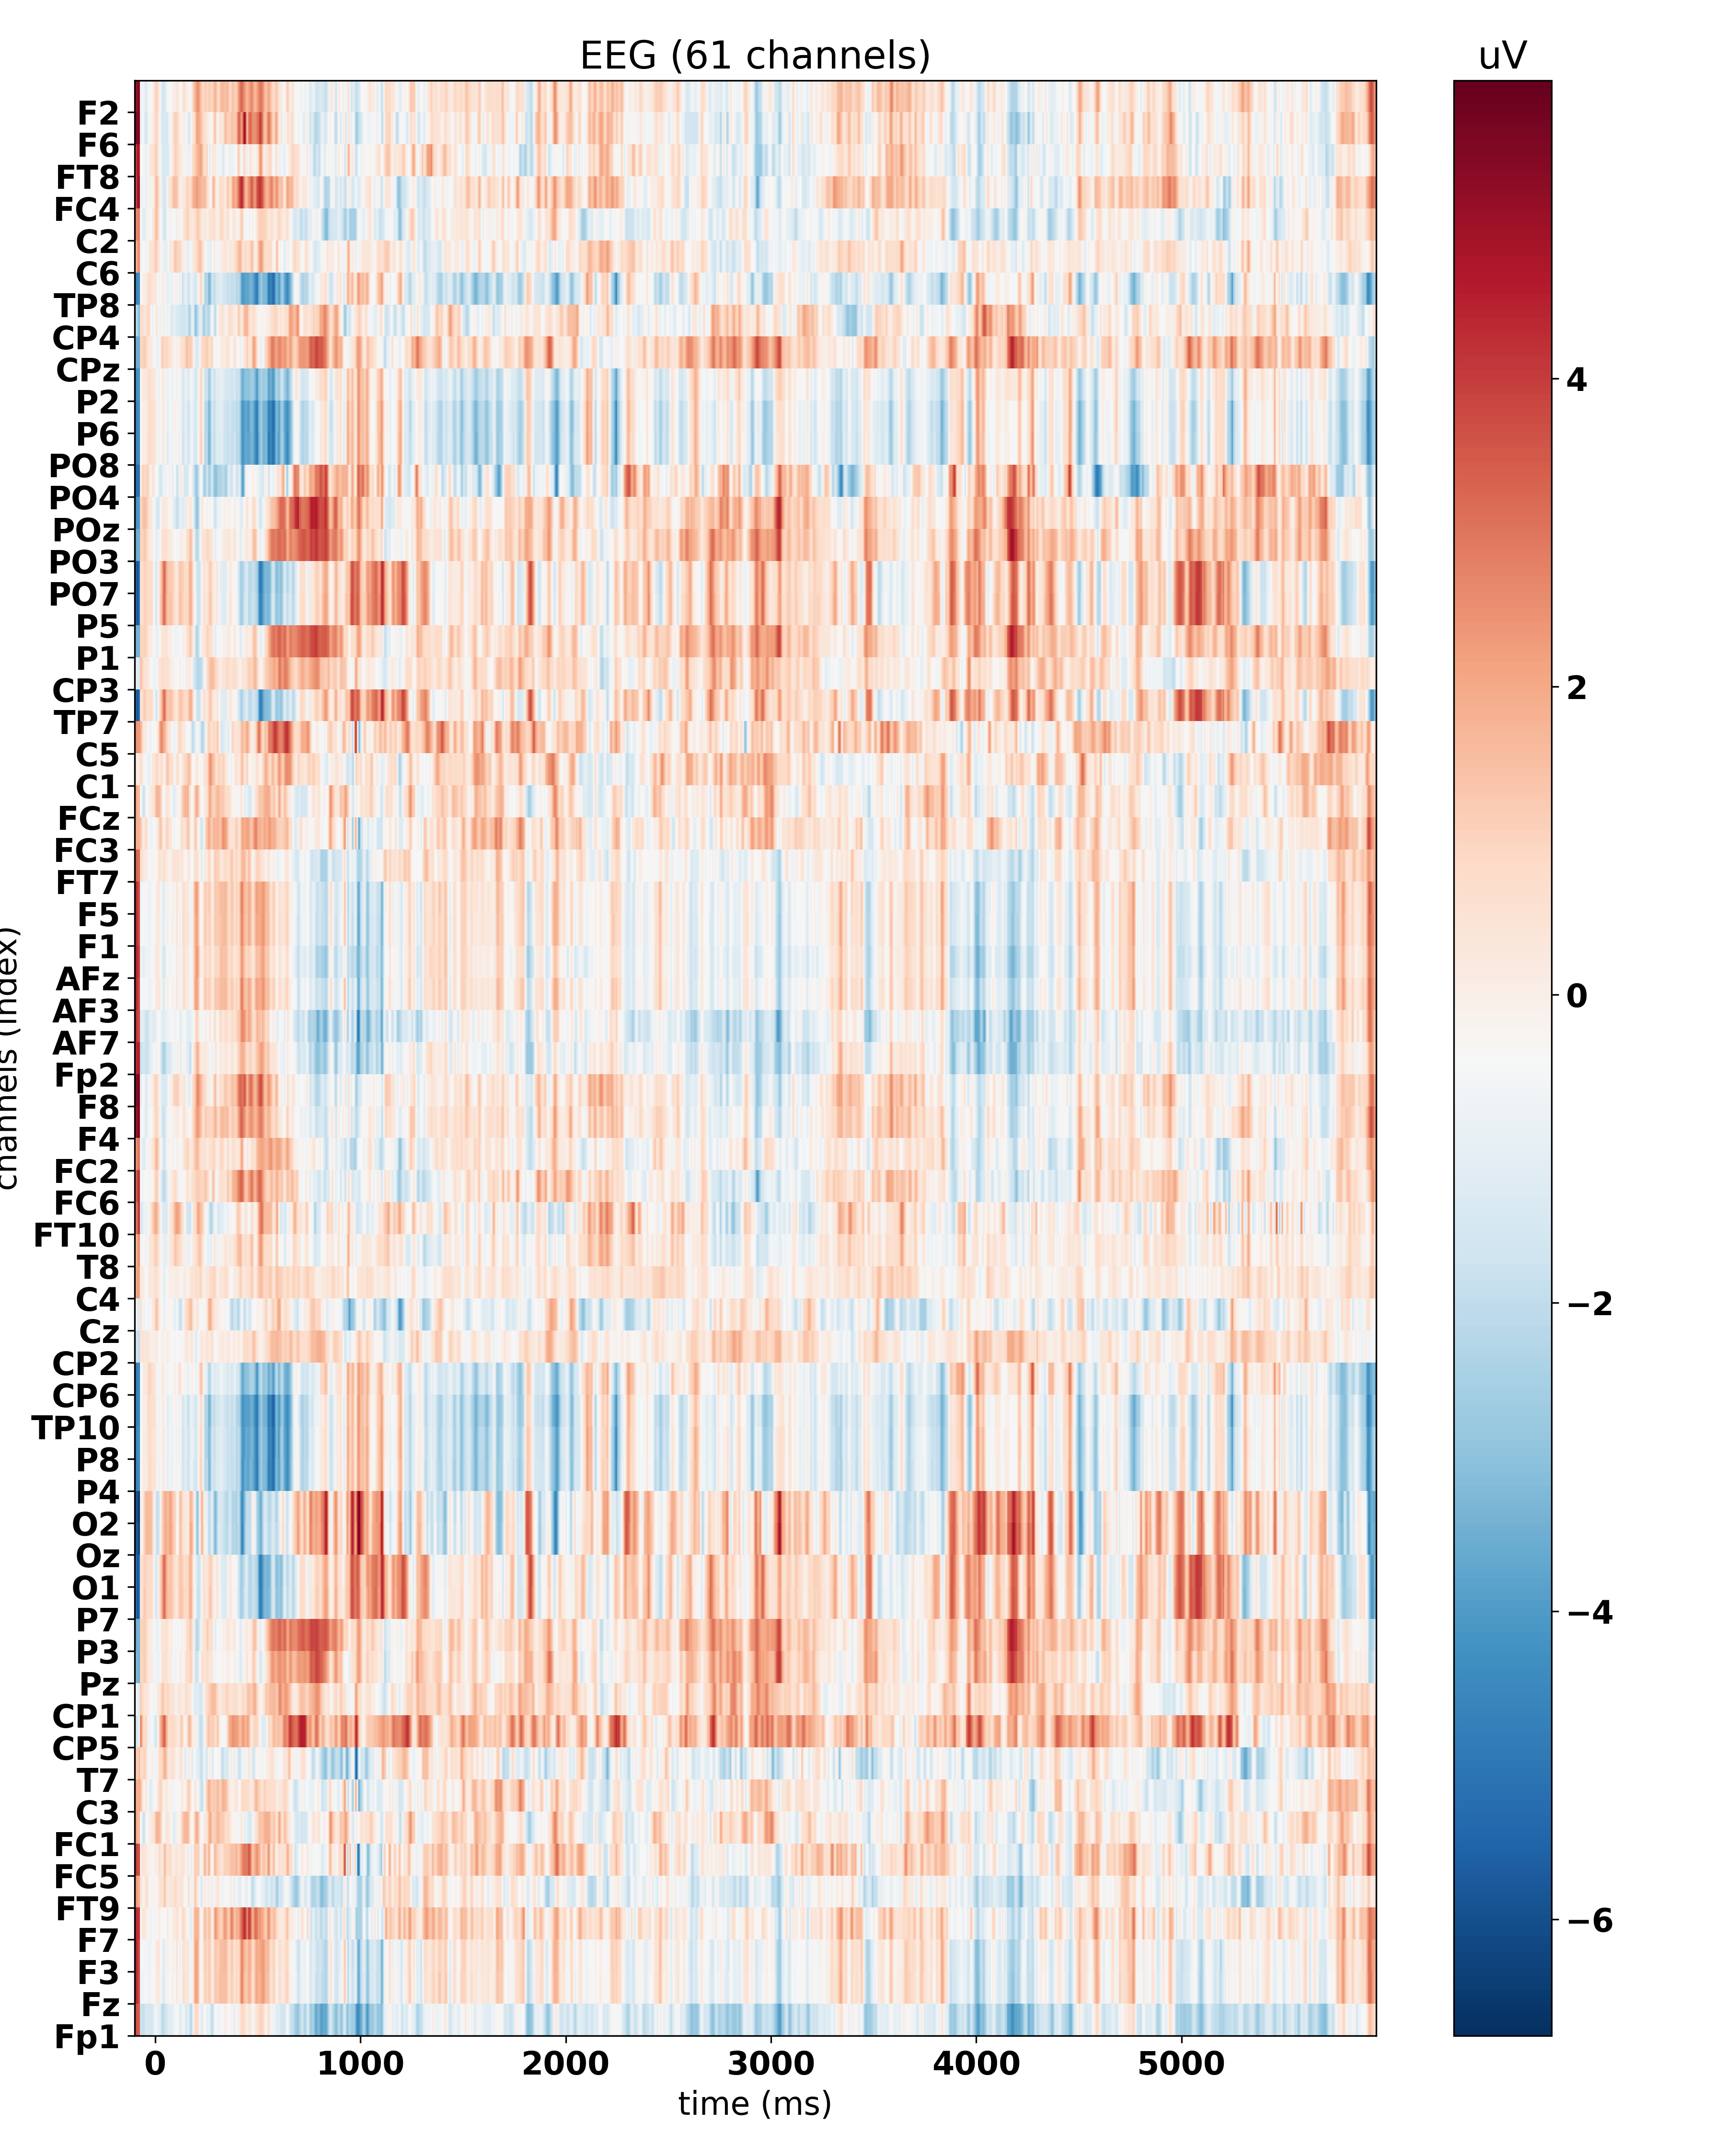 EEG (61 channels)
uV
F2
F6
FT8
FC4
C2
C6
TP8
CP4
CPz
P2
P6
PO8
PO4
POz
PO3
PO7
P5
P1
CP3
TP7
C5
C1
FCz
FC3
FT7
F5
F1
AFz
AF3
AF7
Fp2
F8
F4
FC2
FC6
FT10
T8
C4
Cz
CP2
CP6
TP10
P8
P4
O2
Oz
O1
P7
P3
Pz
CP1
CP5
T7
C3
FC1
FC5
FT9
F7
F3
Fz
Fp1
channels (index)
0 1000 2000 3000 4000 5000
time (ms)
4
2
0
−2
−4
−6